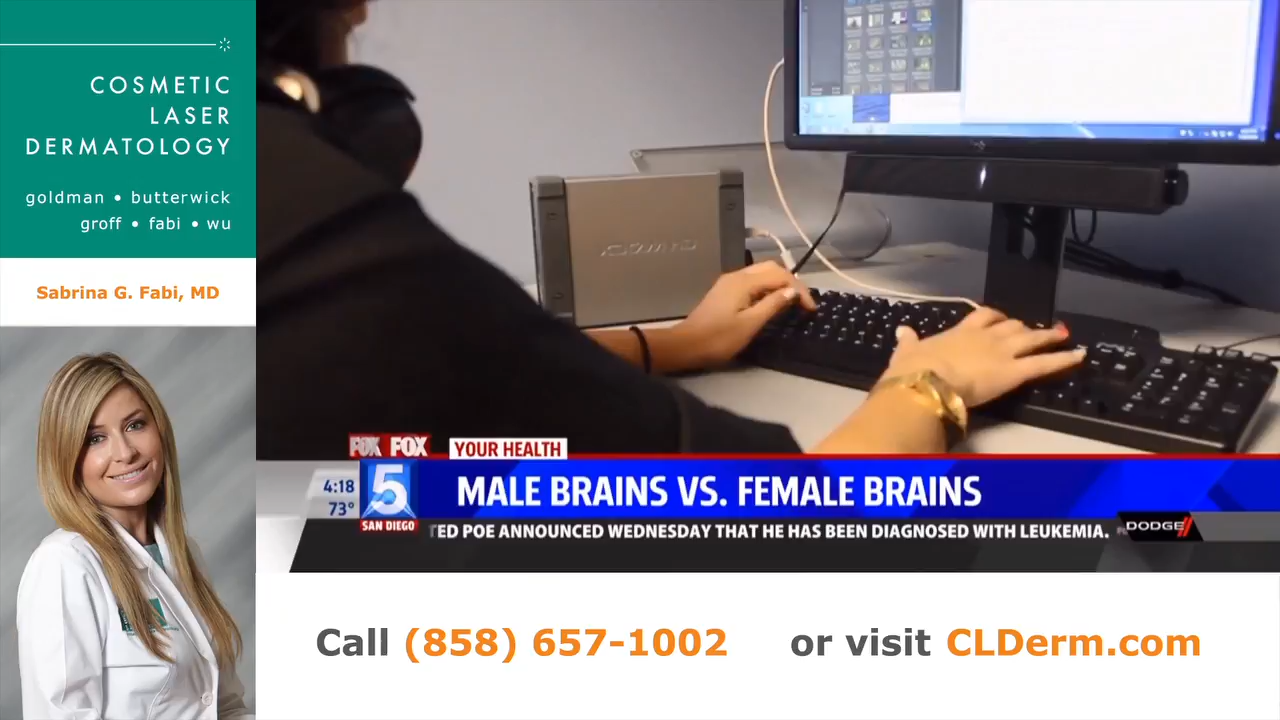 COSMETIC
LASER
DERMATOLOGY
goldman • butterwick
groff • fabi • wu
Sabrina G. Fabi, MD
FOX FOX
YOUR HEALTH
4:18
73°
5
SAN DIEGO
MALE BRAINS VS. FEMALE BRAINS
TED POE ANNOUNCED WEDNESDAY THAT HE HAS BEEN DIAGNOSED WITH LEUKEMIA.
DODGE
Call (858) 657-1002
or visit CLDerm.com